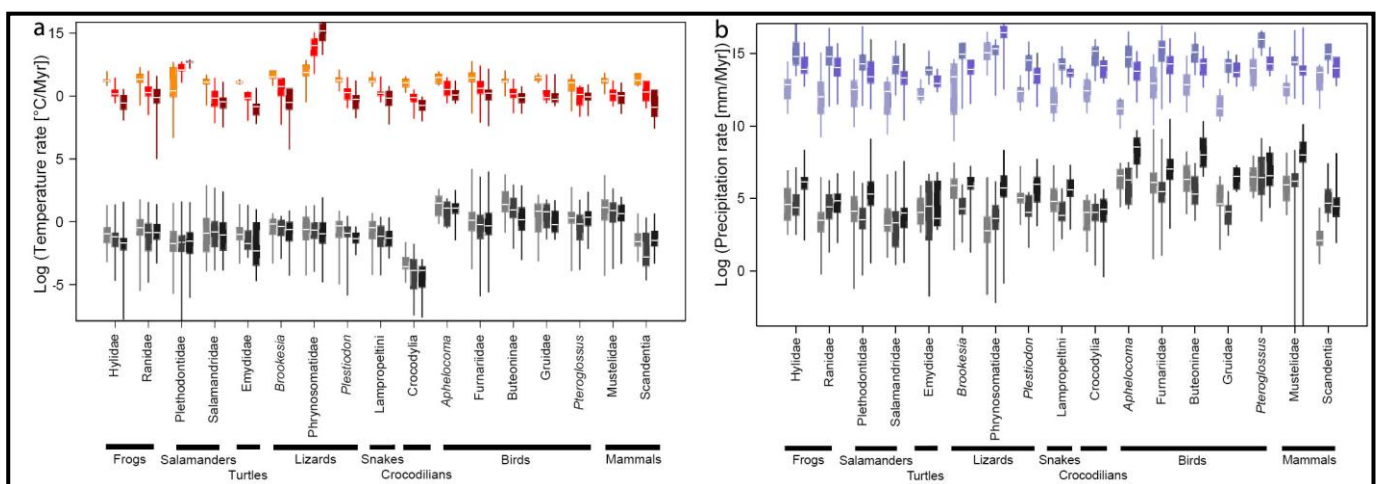 a
Log (Temperature rate [°C/Myr])
15
0
5
0
-5
Hylidae
Ranidae
Plethodontidae
Salamandridae
Emydidae
Brookesia
Phrynosomatidae
Plestiodon
Lampropeltini
Crocodylia
Aphelocoma
Furnariidae
Buteoninae
Gruidae
Pteroglossus
Mustelidae
Scandentia
Frogs
Salamanders
Turtles
Lizards
Snakes
Crocodilians
Birds
Mammals
b
Log (Precipitation rate [mm/Myr])
15
10
5
0
Hylidae
Ranidae
Plethodontidae
Salamandridae
Emydidae
Brookesia
Phrynosomatidae
Plestiodon
Lampropeltini
Crocodylia
Aphelocoma
Furnariidae
Buteoninae
Gruidae
Pteroglossus
Mustelidae
Scandentia
Frogs
Salamanders
Turtles
Lizards
Snakes
Crocodilians
Birds
Mammals